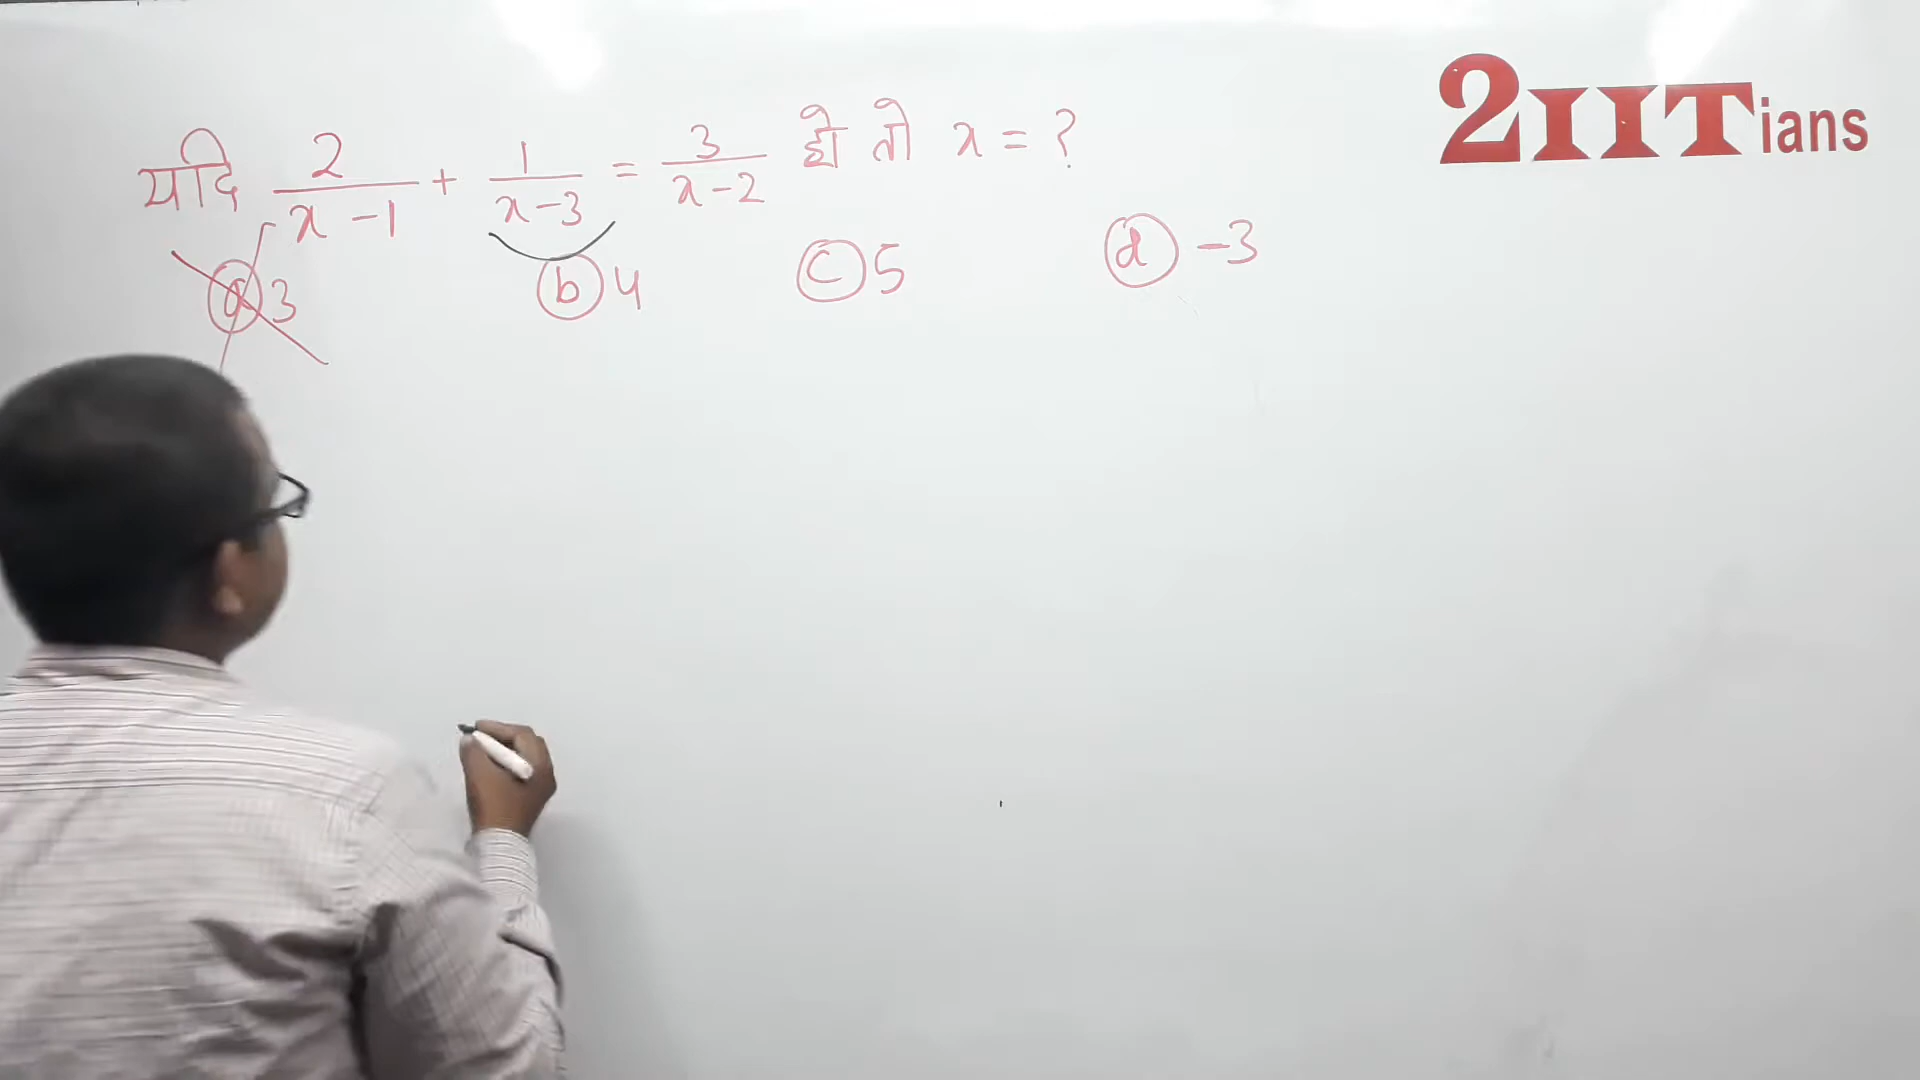 2IITians
यदि 2/(x-1) + 1/(x-3) = 3/(x-2) हो तो x = ?
(a) 3 (b) 4 (c) 5 (d) -3